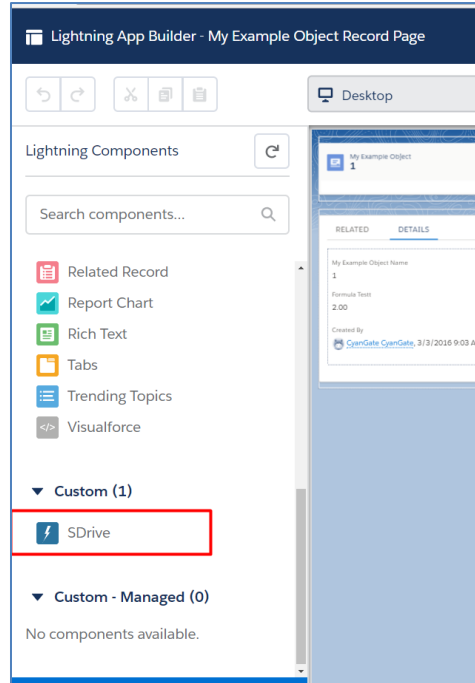 Lightning App Builder - My Example Object Record Page
Desktop
Lightning Components
Search components...
Related Record
Report Chart
Rich Text
Tabs
Trending Topics
Visualforce
Custom (1)
SDrive
Custom - Managed (0)
No components available.
My Example Object
1
RELATED DETAILS
My Example Object Name
1
Formula Testt
2.00
Created By
CyanGate CyanGate, 3/3/2016 9:03 A